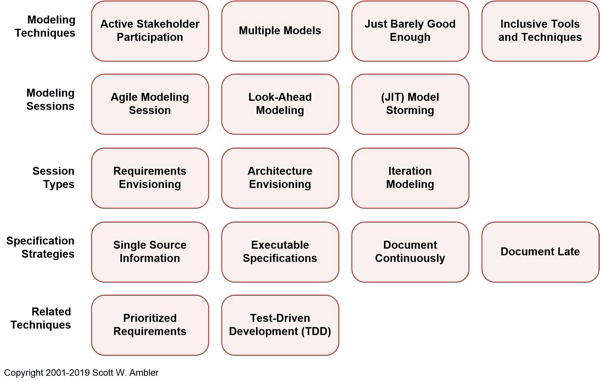 Modeling
Techniques
Active Stakeholder
Participation
Multiple Models
Just Barely Good
Enough
Inclusive Tools
and Techniques
Modeling
Sessions
Agile Modeling
Session
Look-Ahead
Modeling
(JIT) Model
Storming
Session
Types
Requirements
Envisioning
Architecture
Envisioning
Iteration
Modeling
Specification
Strategies
Single Source
Information
Executable
Specifications
Document
Continuously
Document Late
Related
Techniques
Prioritized
Requirements
Test-Driven
Development (TDD)
Copyright 2001-2019 Scott W. Ambler